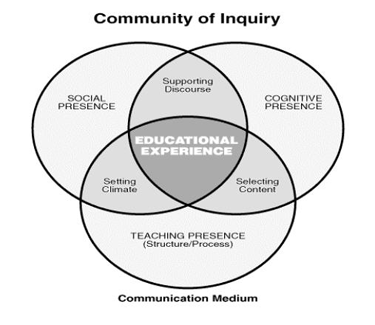 Community of Inquiry
Supporting
Discourse
SOCIAL
PRESENCE
COGNITIVE
PRESENCE
EDUCATIONAL
EXPERIENCE
Setting
Climate
Selecting
Content
TEACHING PRESENCE
(Structure/Process)
Communication Medium